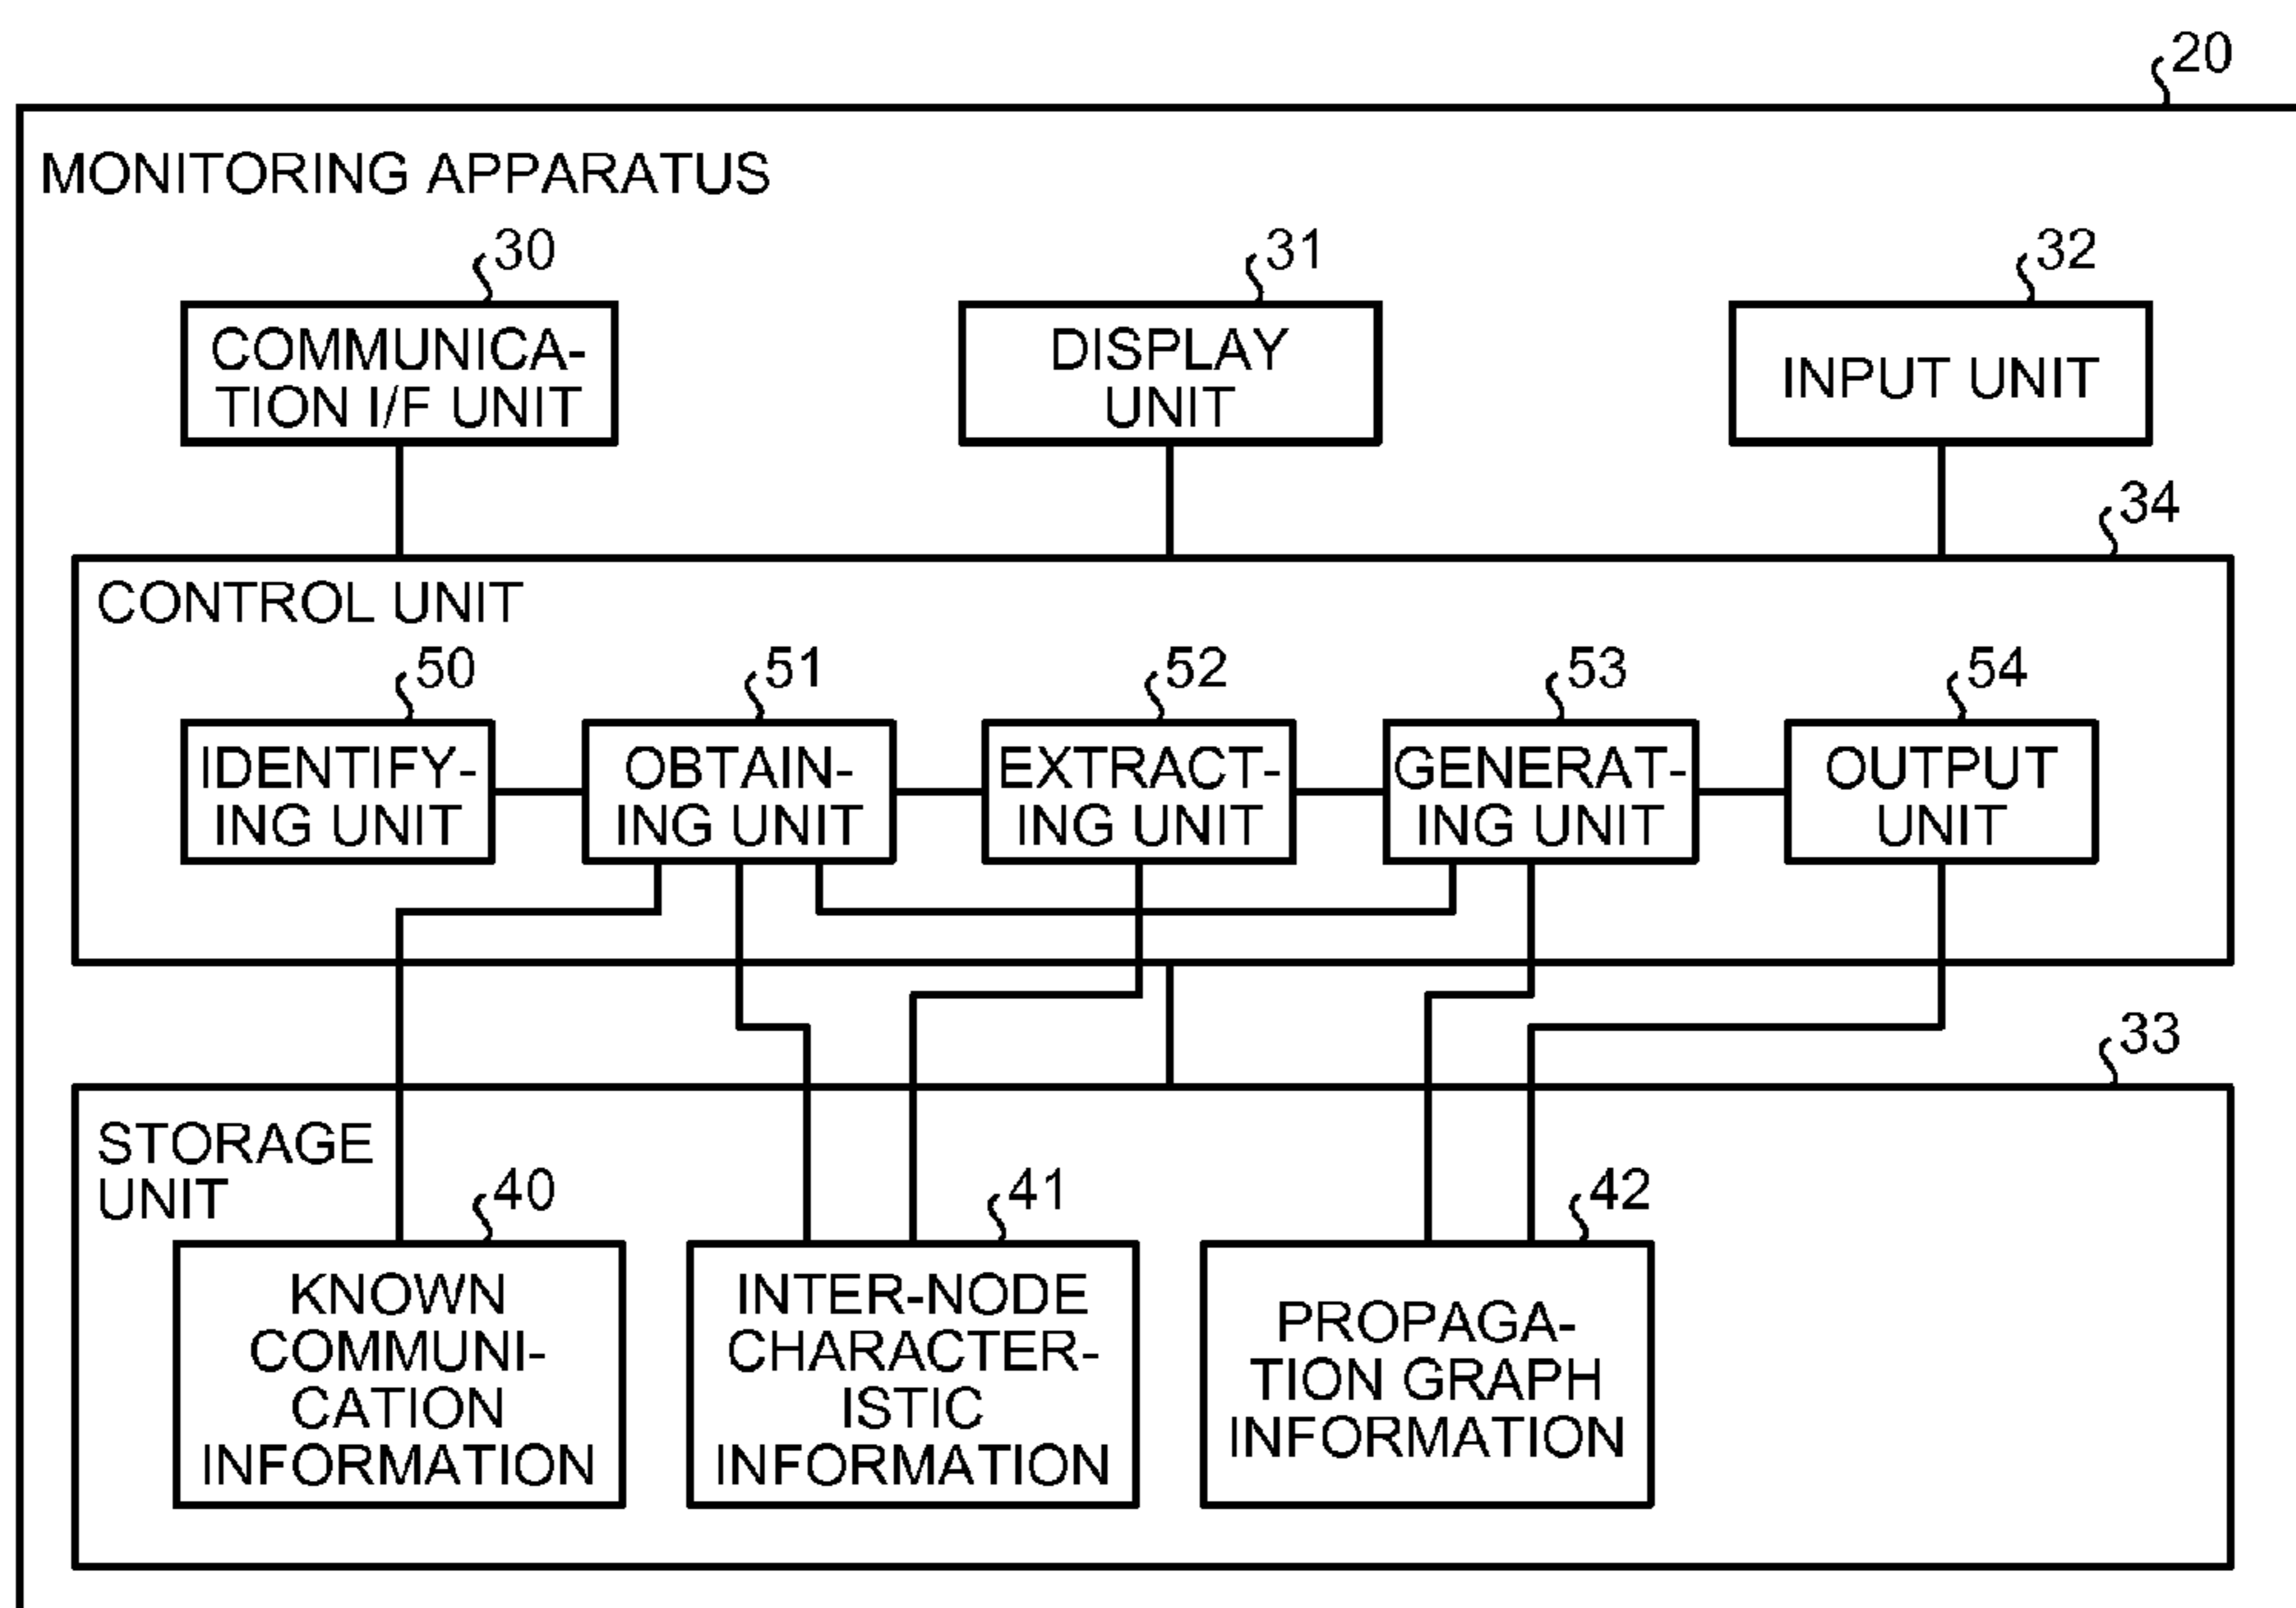 20
MONITORING APPARATUS
30
31
32
COMMUNICA-
TION I/F UNIT
DISPLAY
UNIT
INPUT UNIT
34
CONTROL UNIT
50
51
52
53
54
IDENTIFY-
ING UNIT
OBTAIN-
ING UNIT
EXTRACT-
ING UNIT
GENERAT-
ING UNIT
OUTPUT
UNIT
33
STORAGE
UNIT
40
41
42
KNOWN
COMMUNI-
CATION
INFORMATION
INTER-NODE
CHARACTER-
ISTIC
INFORMATION
PROPAGA-
TION GRAPH
INFORMATION